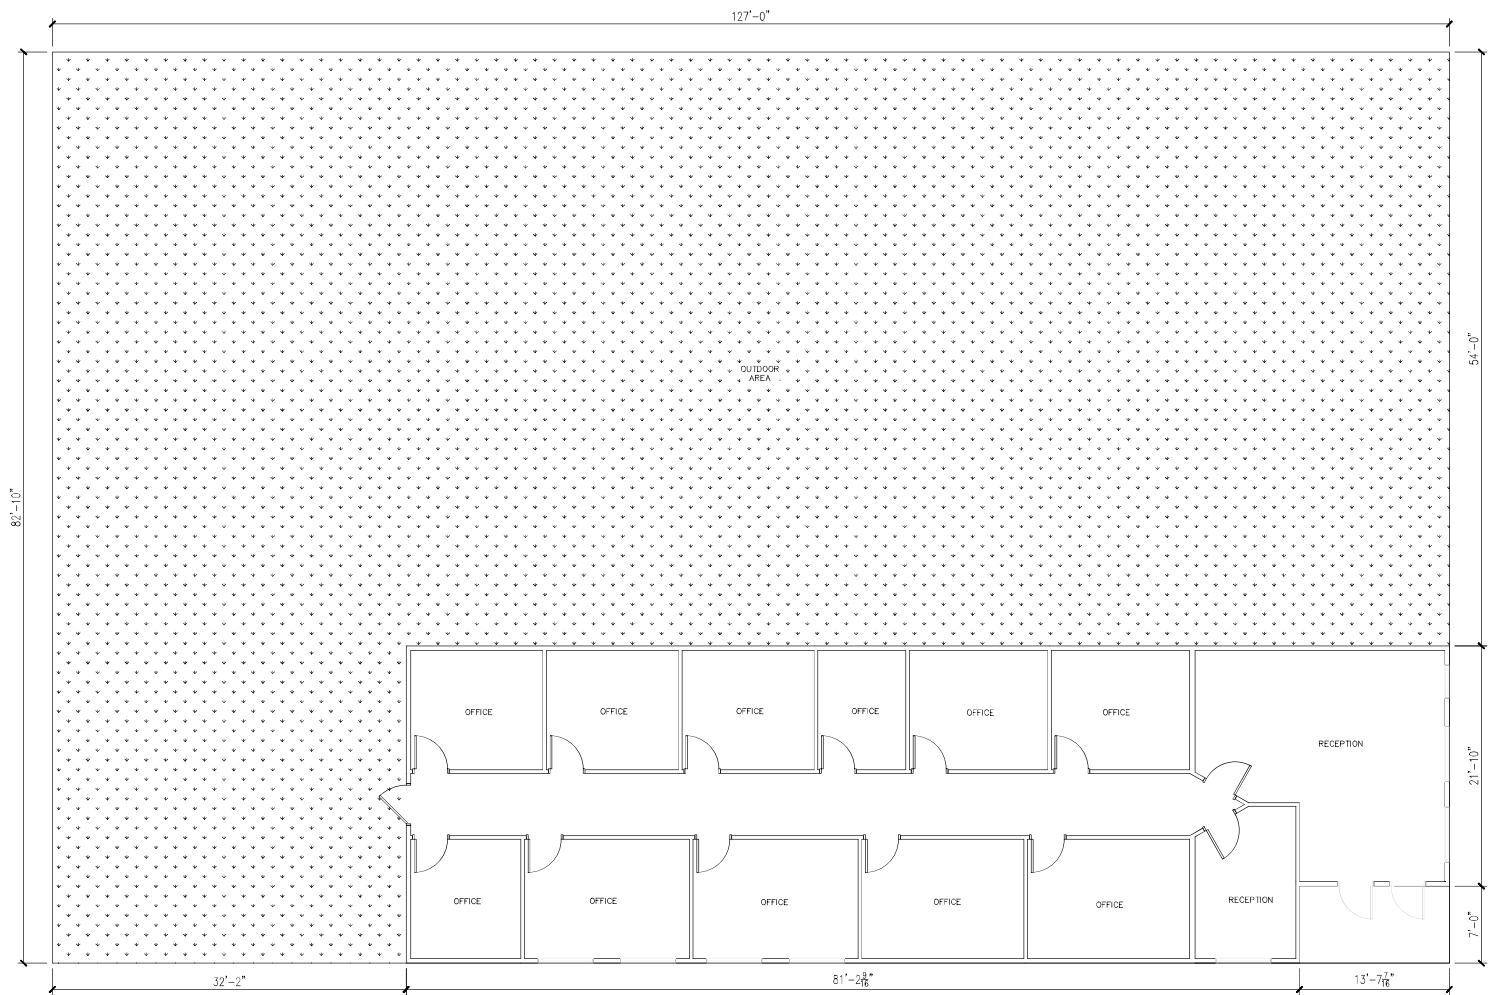 127'-0"
54'-0"
OUTDOOR
AREA
82'-10"
OFFICE OFFICE OFFICE OFFICE OFFICE OFFICE
RECEPTION
21'-10"
OFFICE OFFICE OFFICE OFFICE OFFICE RECEPTION
7'-0"
32'-2" 81'-2 9/16" 13'-7 7/16"